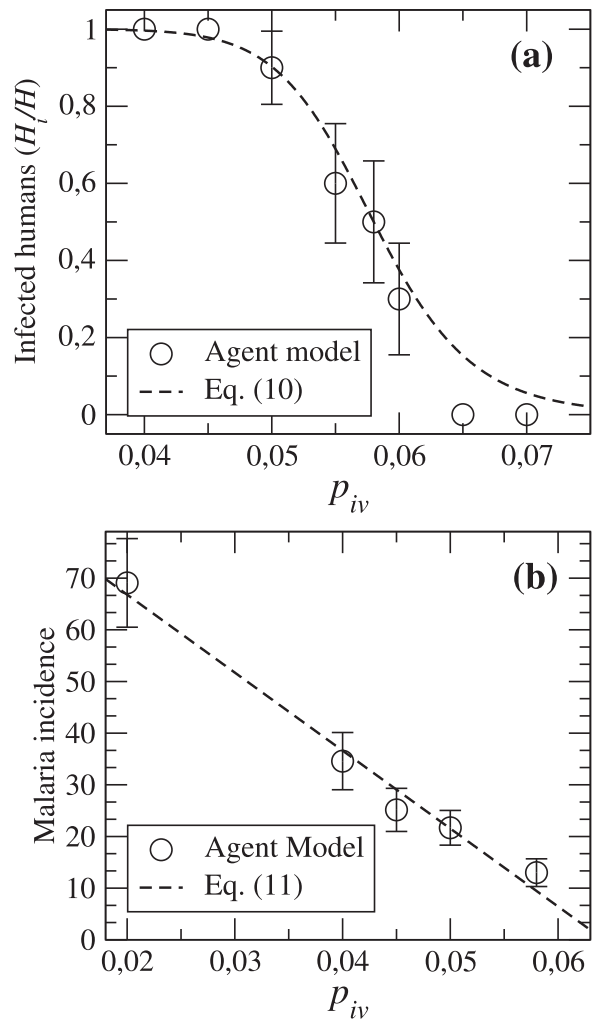 (a)
Infected humans (H_i/H)
1
0,8
0,6
0,4
0,2
0
Agent model
Eq. (10)
0,04 0,05 0,06 0,07
p_iv
(b)
Malaria incidence
70
60
50
40
30
20
10
0
Agent Model
Eq. (11)
0,02 0,03 0,04 0,05 0,06
p_iv